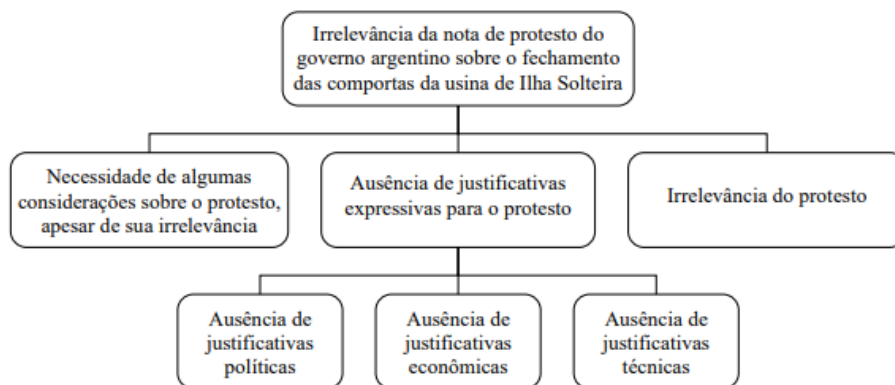 Irrelevância da nota de protesto do
governo argentino sobre o fechamento
das comportas da usina de Ilha Solteira
Necessidade de algumas
considerações sobre o protesto,
apesar de sua irrelevância
Ausência de justificativas
expressivas para o protesto
Irrelevância do protesto
Ausência de
justificativas
políticas
Ausência de
justificativas
econômicas
Ausência de
justificativas
técnicas